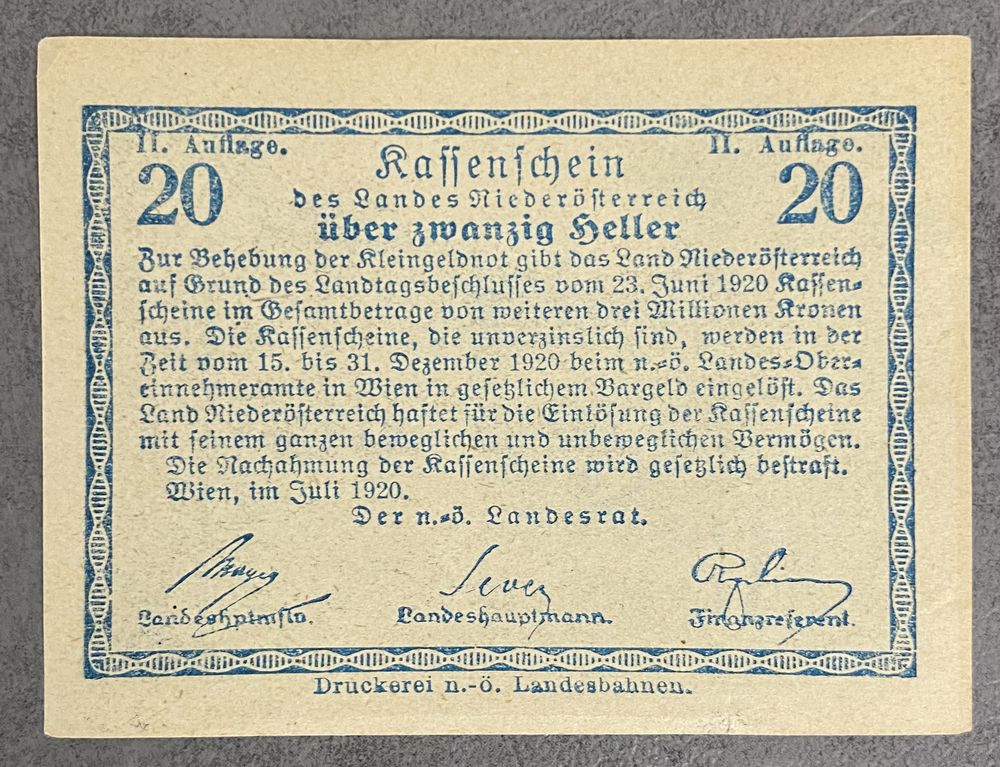 II. Auflage. II. Auflage.
20 Kassenschein 20
des Landes Niederösterreich
über zwanzig Heller
Zur Behebung der Kleingeldnot gibt das Land Niederösterreich
auf Grund des Landtagsbeschlusses vom 23. Juni 1920 Kassen-
scheine im Gesamtbetrage von weiteren drei Millionen Kronen
aus. Die Kassenscheine, die unverzinslich sind, werden in der
Zeit vom 15. bis 31. Dezember 1920 beim n.-ö. Landes-Ober-
einnehmeramte in Wien in gesetzlichem Bargeld eingelöst. Das
Land Niederösterreich haftet für die Einlösung der Kassenscheine
mit seinem ganzen beweglichen und unbeweglichen Vermögen.
Die Nachahmung der Kassenscheine wird gesetzlich bestraft.
Wien, im Juli 1920.
Der n.-ö. Landesrat.
Sever
Landeshptmstv. Landeshauptmann. Finanzreferent.
Druckerei n.-ö. Landesbahnen.